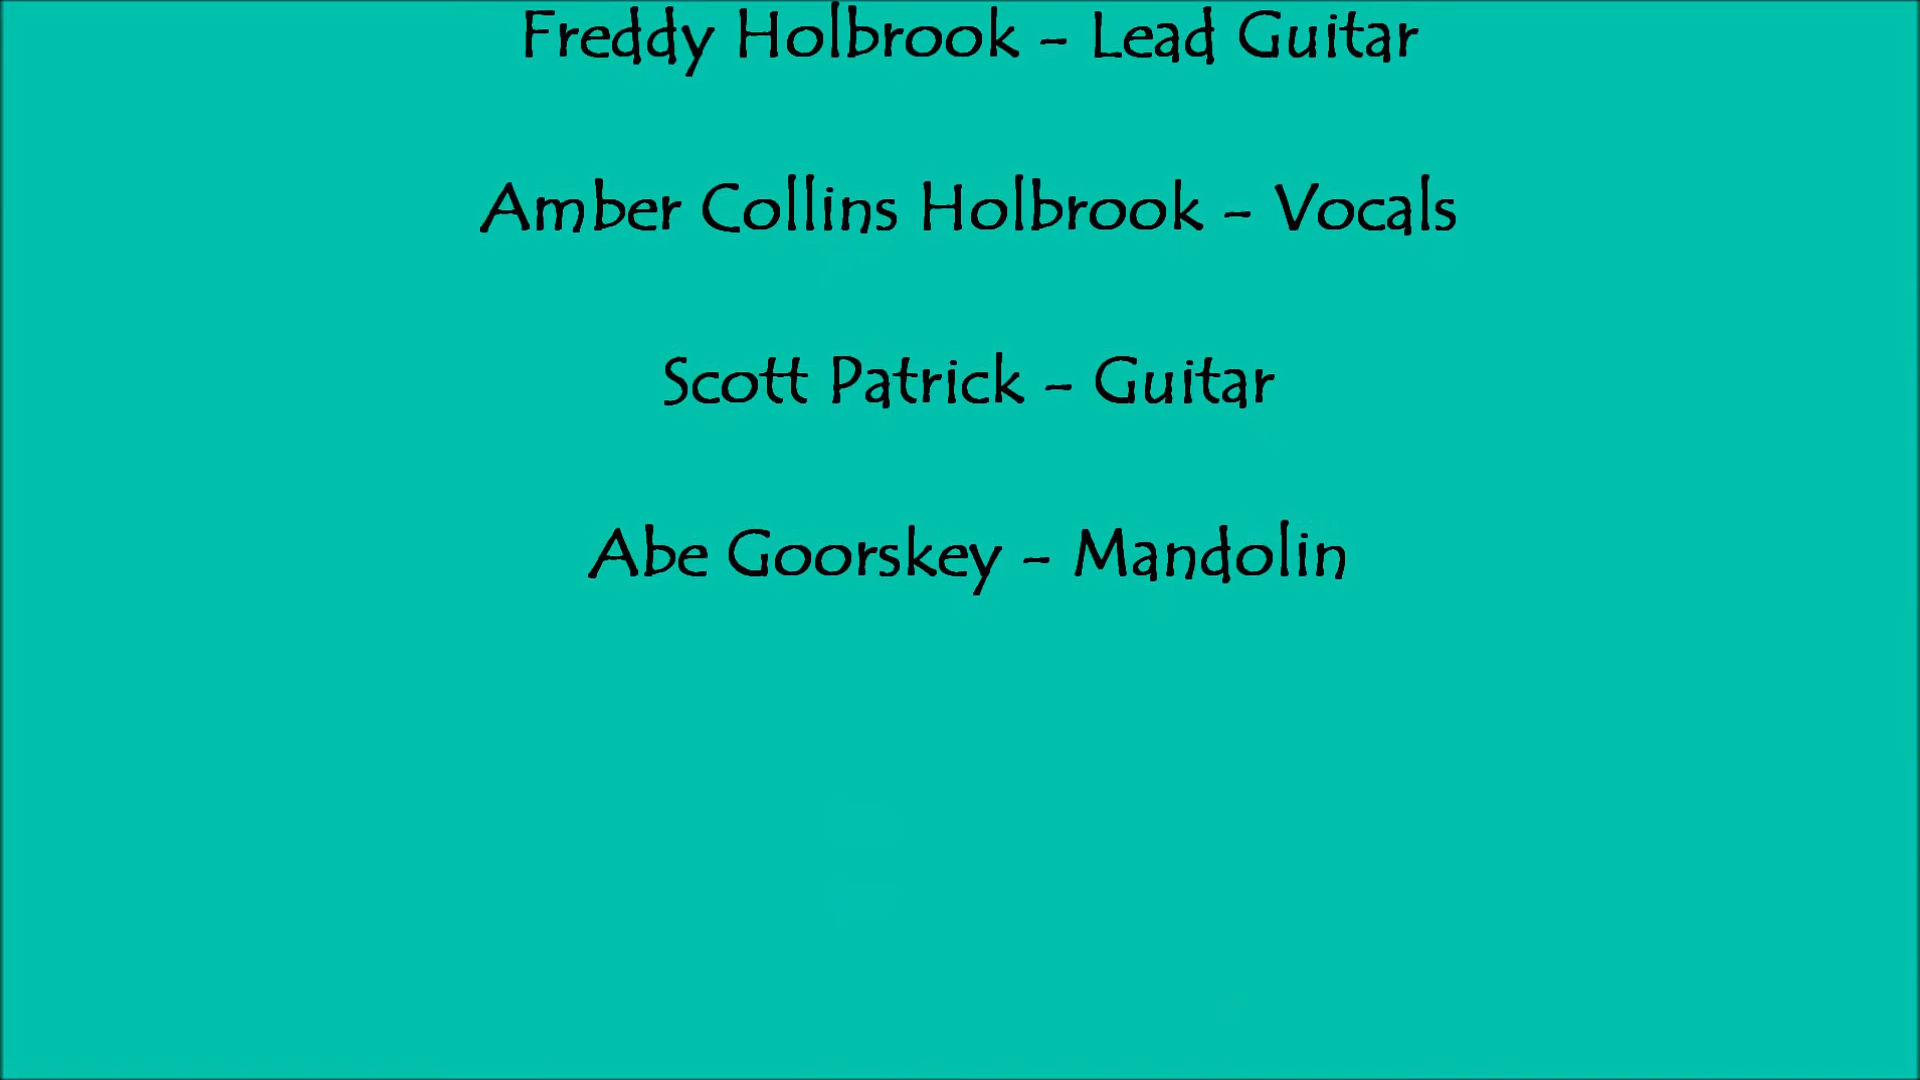 Freddy Holbrook - Lead Guitar
Amber Collins Holbrook - Vocals
Scott Patrick - Guitar
Abe Goorskey - Mandolin